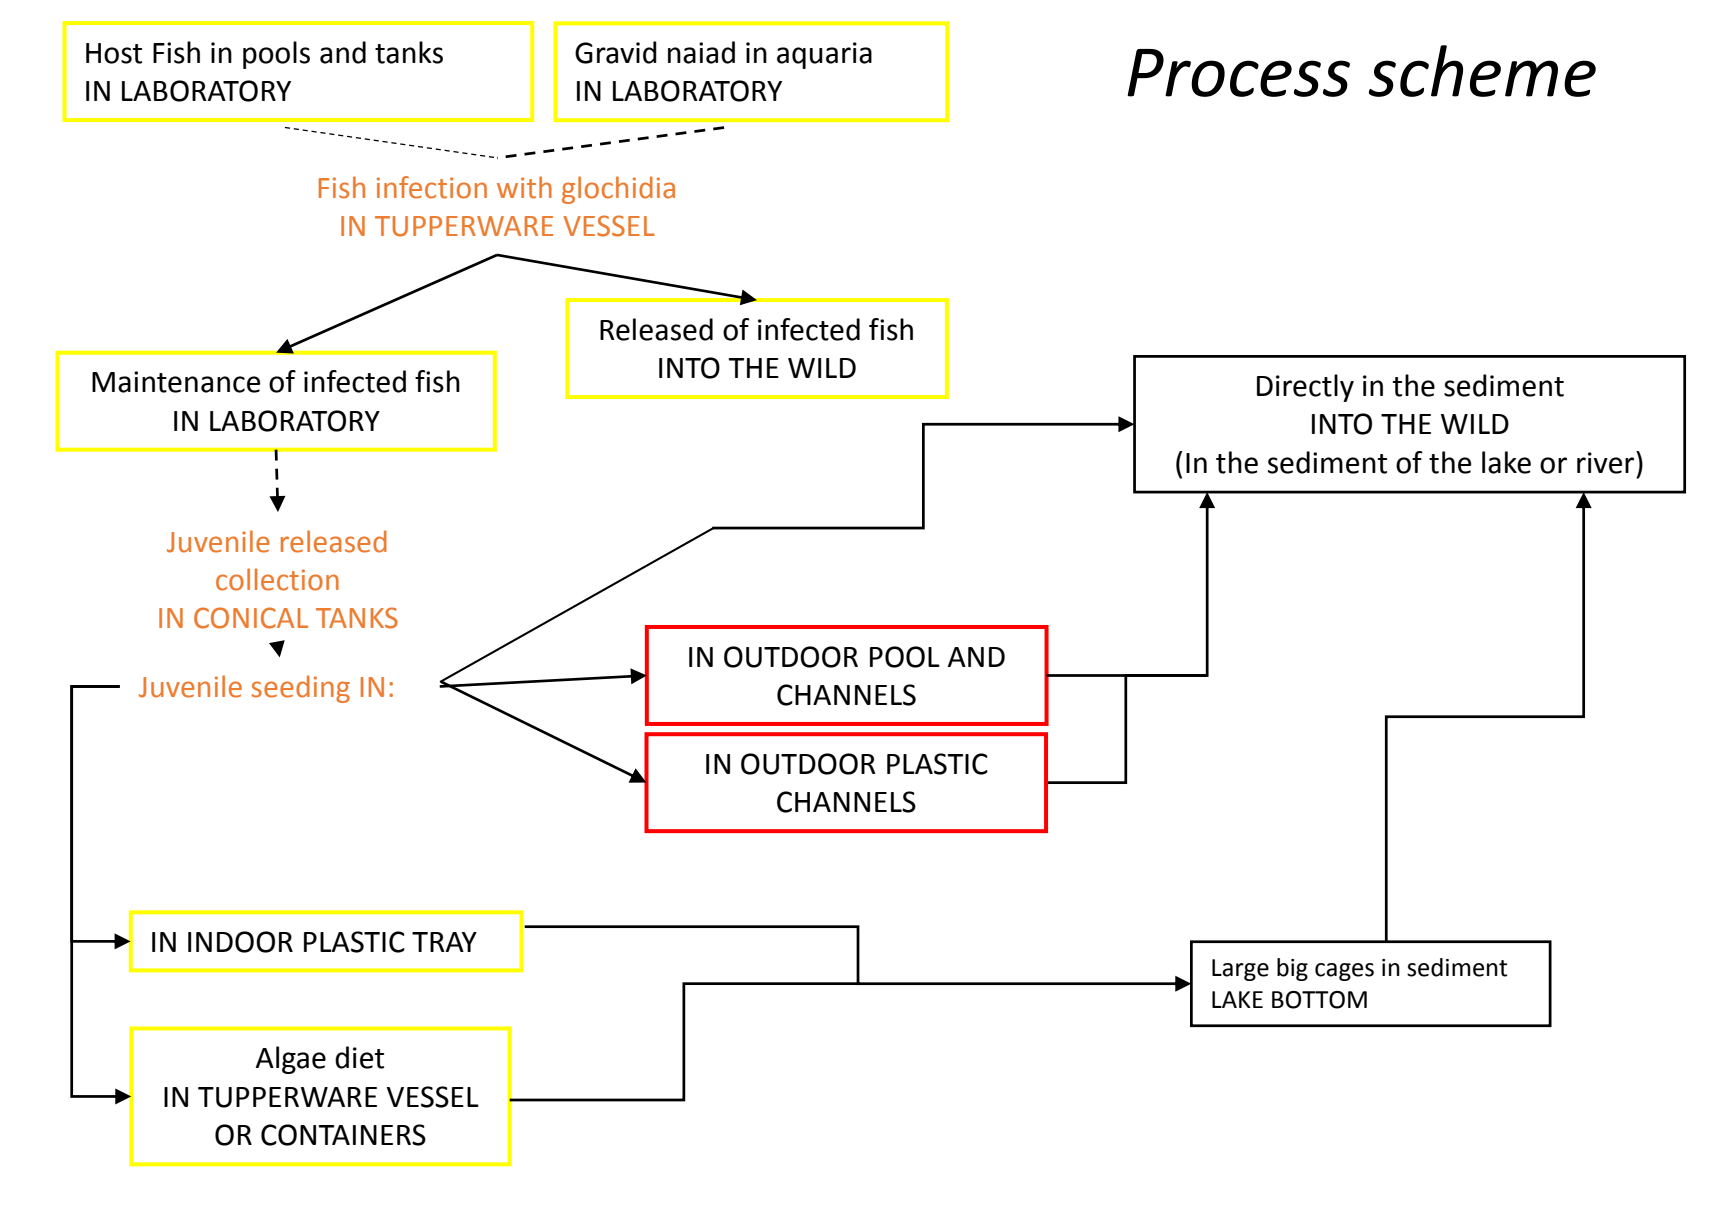 Process scheme
Host Fish in pools and tanks
IN LABORATORY
Gravid naiad in aquaria
IN LABORATORY
Fish infection with glochidia
IN TUPPERWARE VESSEL
Released of infected fish
INTO THE WILD
Maintenance of infected fish
IN LABORATORY
Directly in the sediment
INTO THE WILD
(In the sediment of the lake or river)
Juvenile released
collection
IN CONICAL TANKS
Juvenile seeding IN:
IN OUTDOOR POOL AND
CHANNELS
IN OUTDOOR PLASTIC
CHANNELS
IN INDOOR PLASTIC TRAY
Large big cages in sediment
LAKE BOTTOM
Algae diet
IN TUPPERWARE VESSEL
OR CONTAINERS